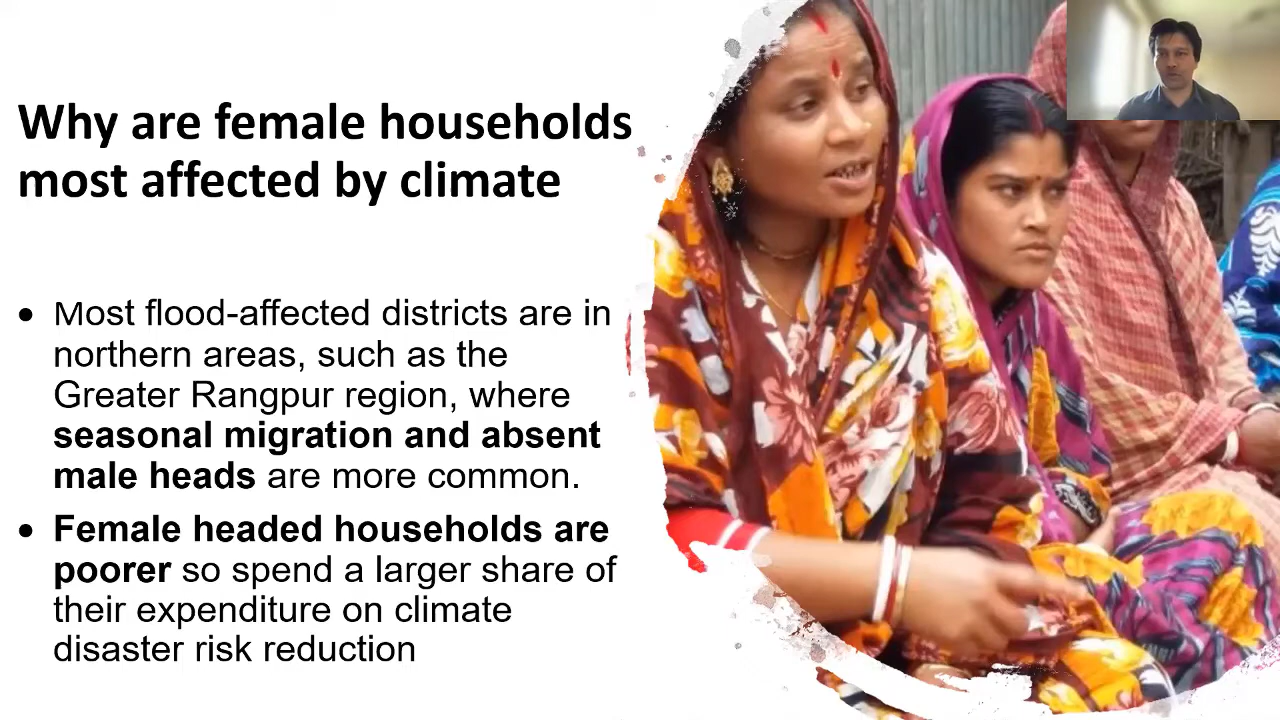 Why are female households
most affected by climate
• Most flood-affected districts are in
northern areas, such as the
Greater Rangpur region, where
seasonal migration and absent
male heads are more common.
• Female headed households are
poorer so spend a larger share of
their expenditure on climate
disaster risk reduction